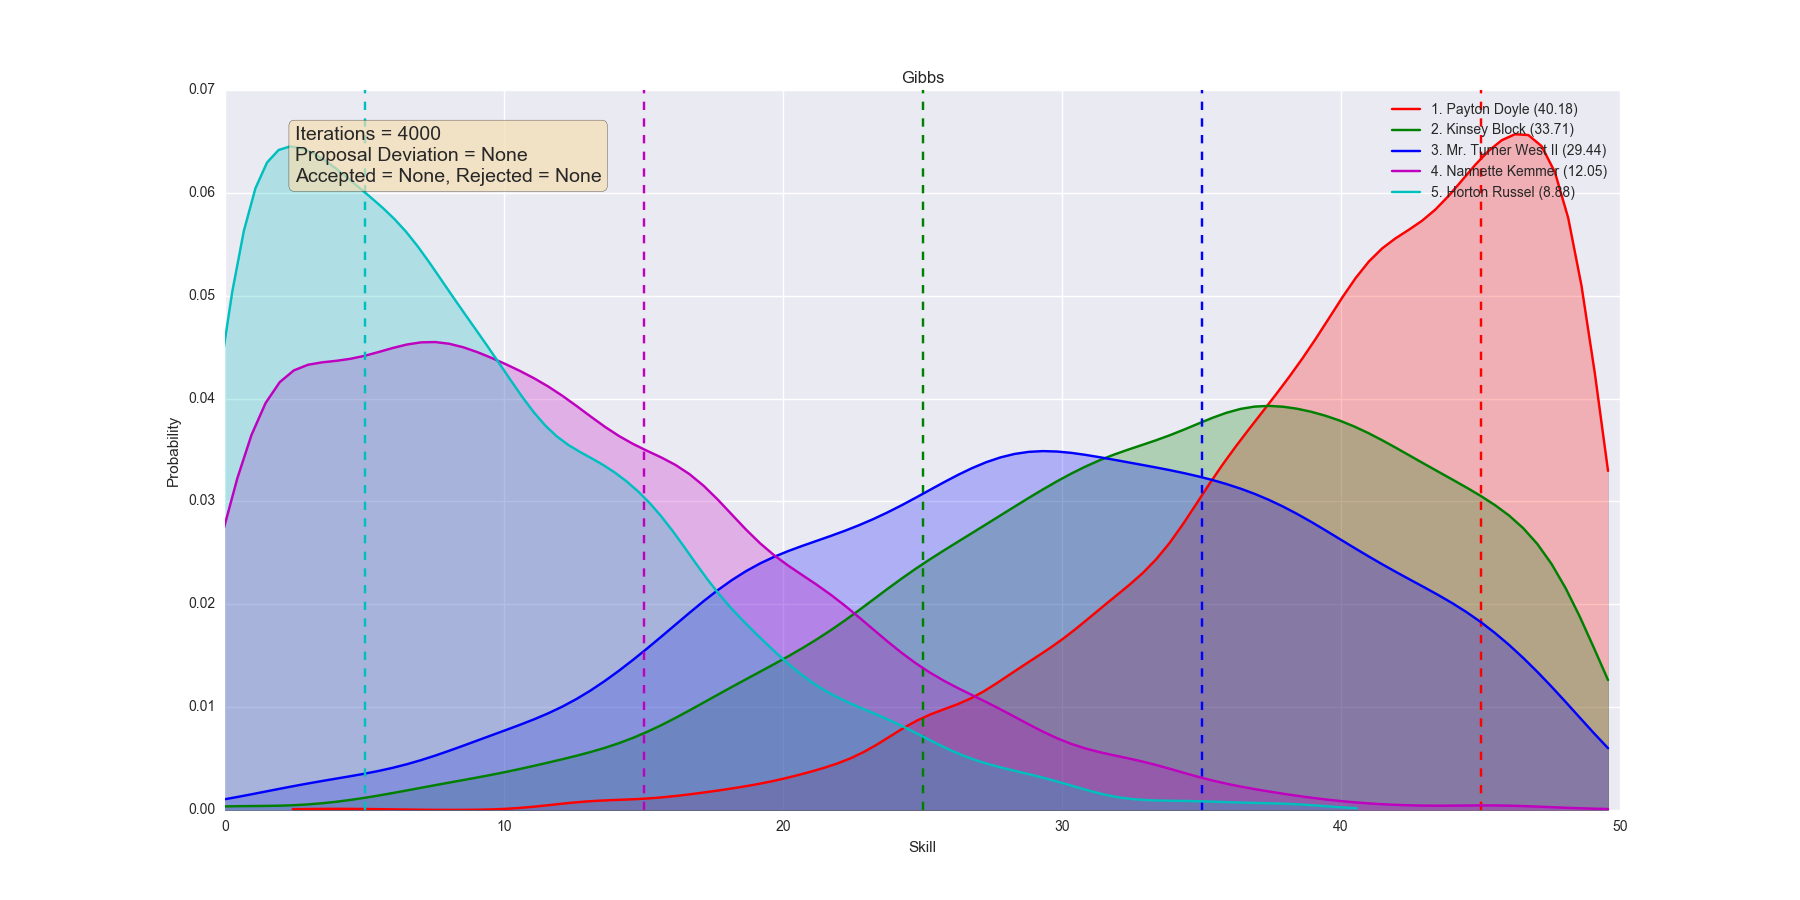 Gibbs
0.07
0.06
0.05
0.04
0.03
0.02
0.01
0.00
Probability
Iterations = 4000
Proposal Deviation = None
Accepted = None, Rejected = None
1. Payton Doyle (40.18)
2. Kinsey Block (33.71)
3. Mr. Turner West II (29.44)
4. Nannette Kemmer (12.05)
5. Horton Russel (8.88)
0 10 20 30 40 50
Skill